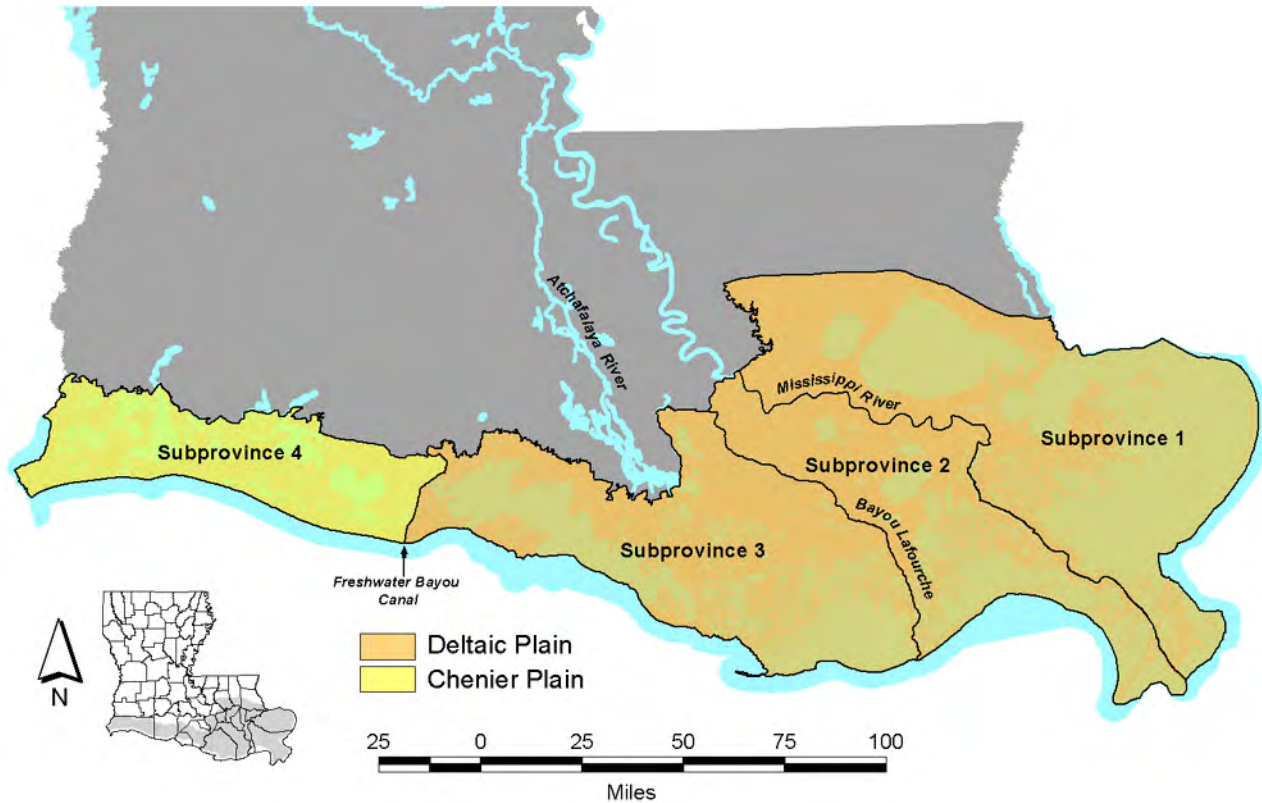 Atchafalaya River
Mississippi River
Subprovince 1
Subprovince 4
Subprovince 2
Bayou Lafourche
Subprovince 3
Freshwater Bayou
Canal
N
Deltaic Plain
Chenier Plain
25 0 25 50 75 100
Miles